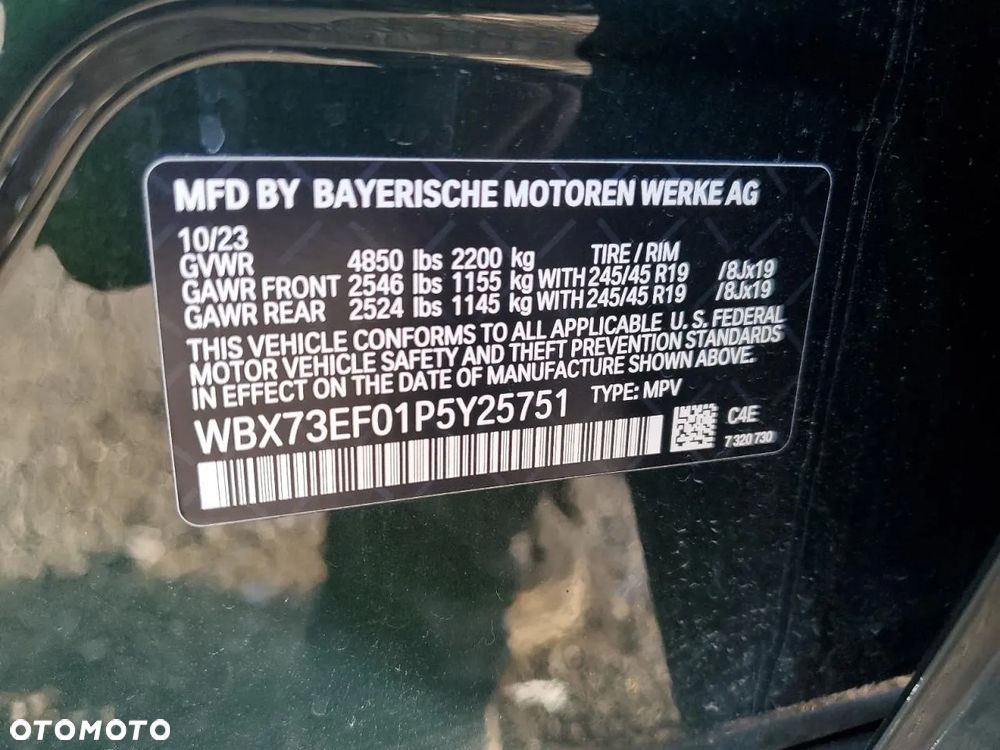 MFD BY BAYERISCHE MOTOREN WERKE AG
10/23
GVWR 4850 lbs 2200 kg TIRE / RIM
GAWR FRONT 2546 lbs 1155 kg WITH 245/45 R19 /8Jx19
GAWR REAR 2524 lbs 1145 kg WITH 245/45 R19 /8Jx19
THIS VEHICLE CONFORMS TO ALL APPLICABLE U. S. FEDERAL
MOTOR VEHICLE SAFETY AND THEFT PREVENTION STANDARDS
IN EFFECT ON THE DATE OF MANUFACTURE SHOWN ABOVE.
WBX73EF01P5Y25751 TYPE: MPV
C4E
7 320 730
OTOMOTO